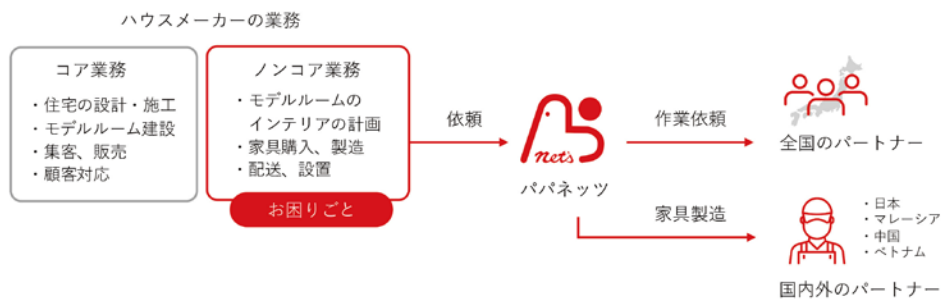 ハウスメーカーの業務
コア業務
・住宅の設計・施工
・モデルルーム建設
・集客、販売
・顧客対応
ノンコア業務
・モデルルームの
インテリアの計画
・家具購入、製造
・配送、設置
お困りごと
依頼
net's
パパネッツ
作業依頼
全国のパートナー
家具製造
・日本
・マレーシア
・中国
・ベトナム
国内外のパートナー